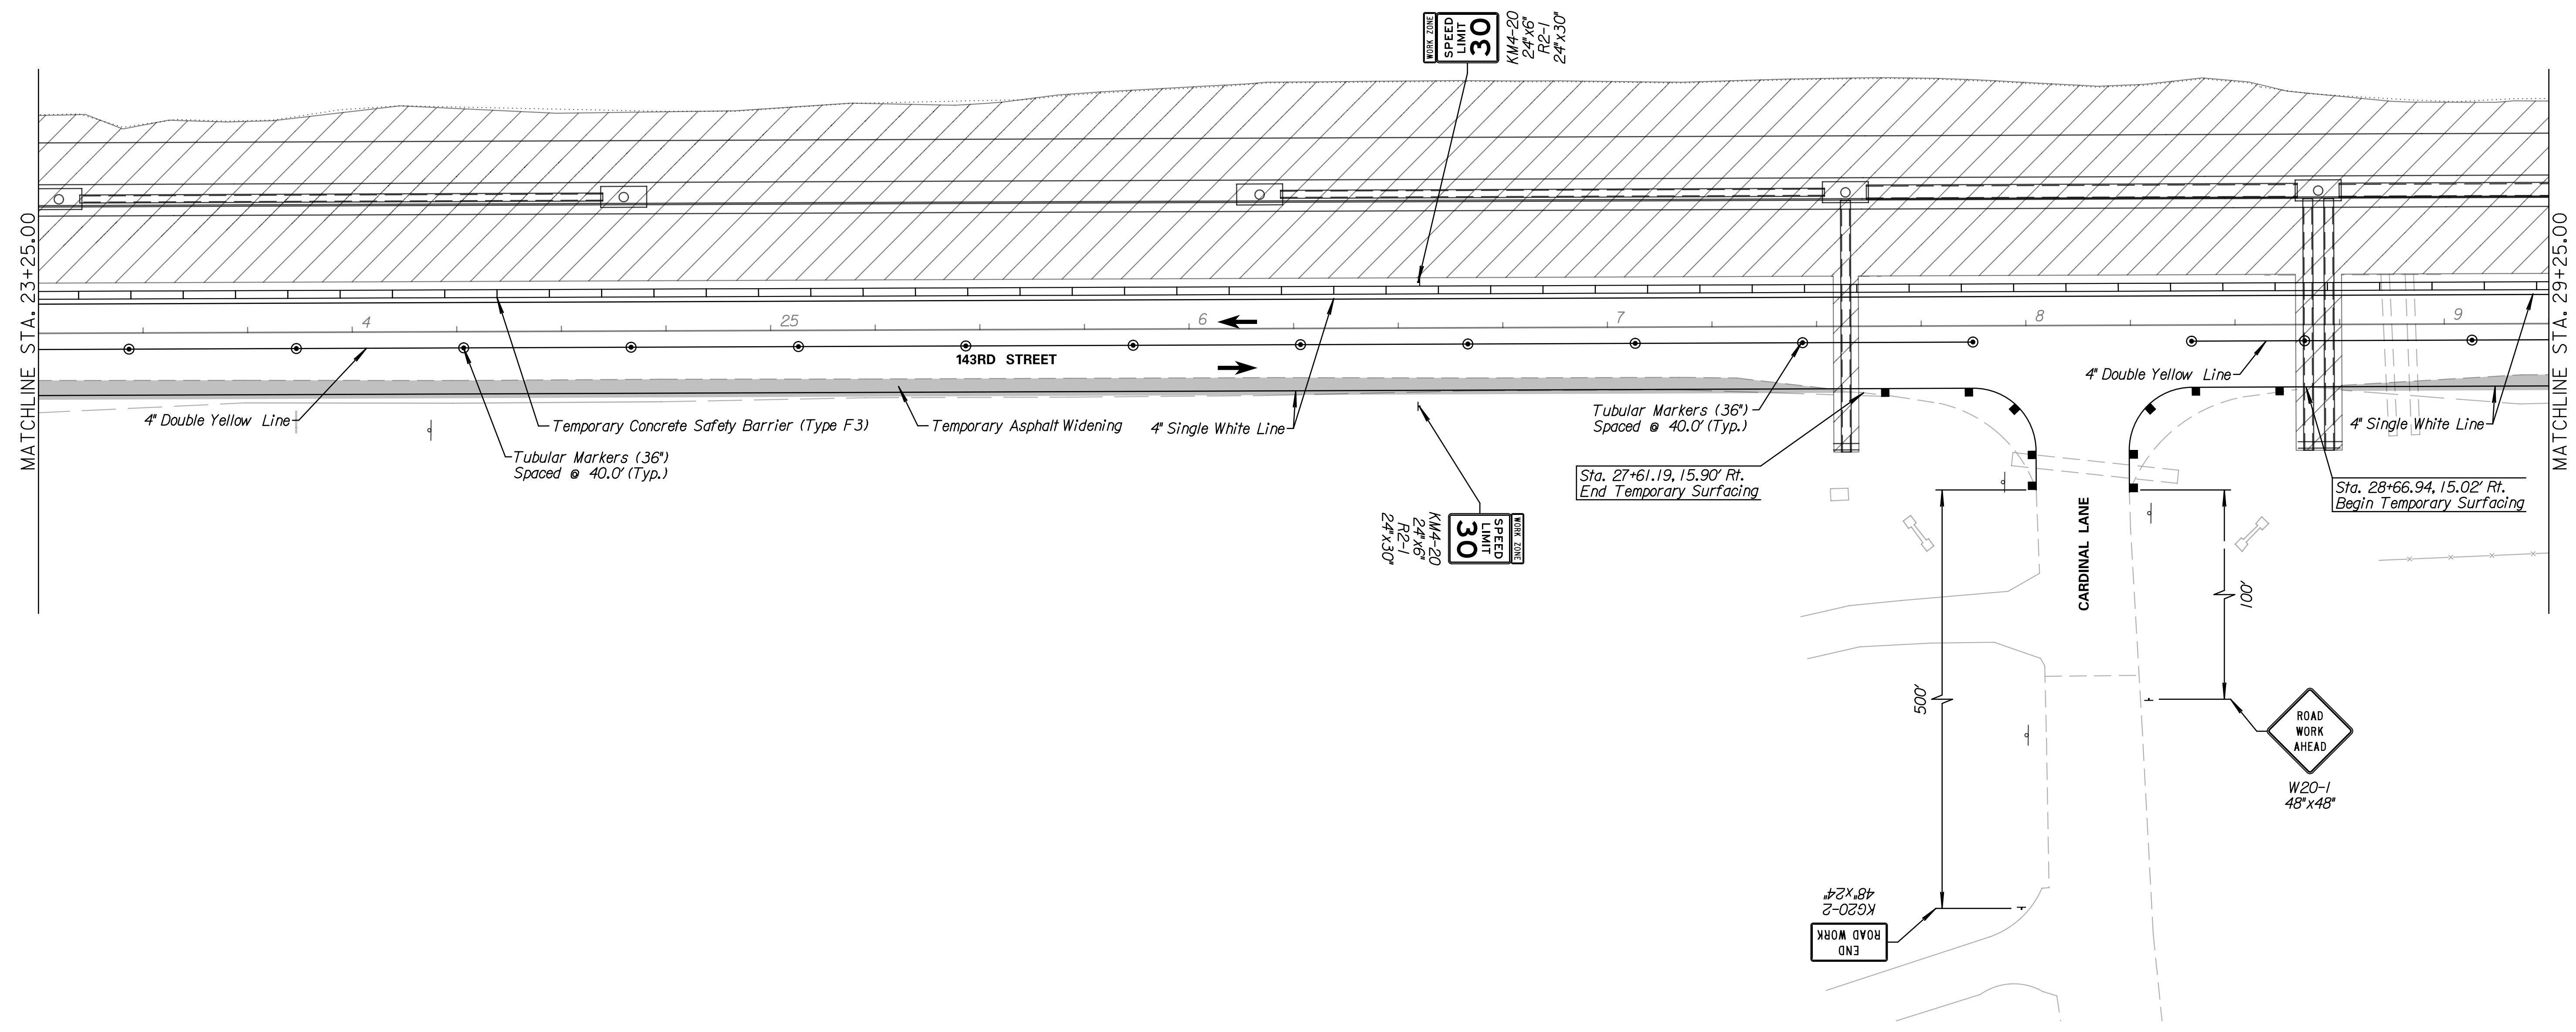 WORK ZONE
SPEED
LIMIT
30
KM4-20
24"x6"
R2-1
24"x30"
MATCHLINE STA. 23+25.00
MATCHLINE STA. 29+25.00
4
25
6
7
8
9
143RD STREET
4" Double Yellow Line
Tubular Markers (36")
Spaced @ 40.0' (Typ.)
Temporary Concrete Safety Barrier (Type F3)
Temporary Asphalt Widening
4" Single White Line
Tubular Markers (36")
Spaced @ 40.0' (Typ.)
4" Double Yellow Line
4" Single White Line
Sta. 27+61.19, 15.90' Rt.
End Temporary Surfacing
Sta. 28+66.94, 15.02' Rt.
Begin Temporary Surfacing
WORK ZONE
SPEED
LIMIT
30
KM4-20
24"x6"
R2-1
24"x30"
CARDINAL LANE
100'
500'
ROAD
WORK
AHEAD
W20-1
48"x48"
END
ROAD WORK
KG20-2
48"x24"